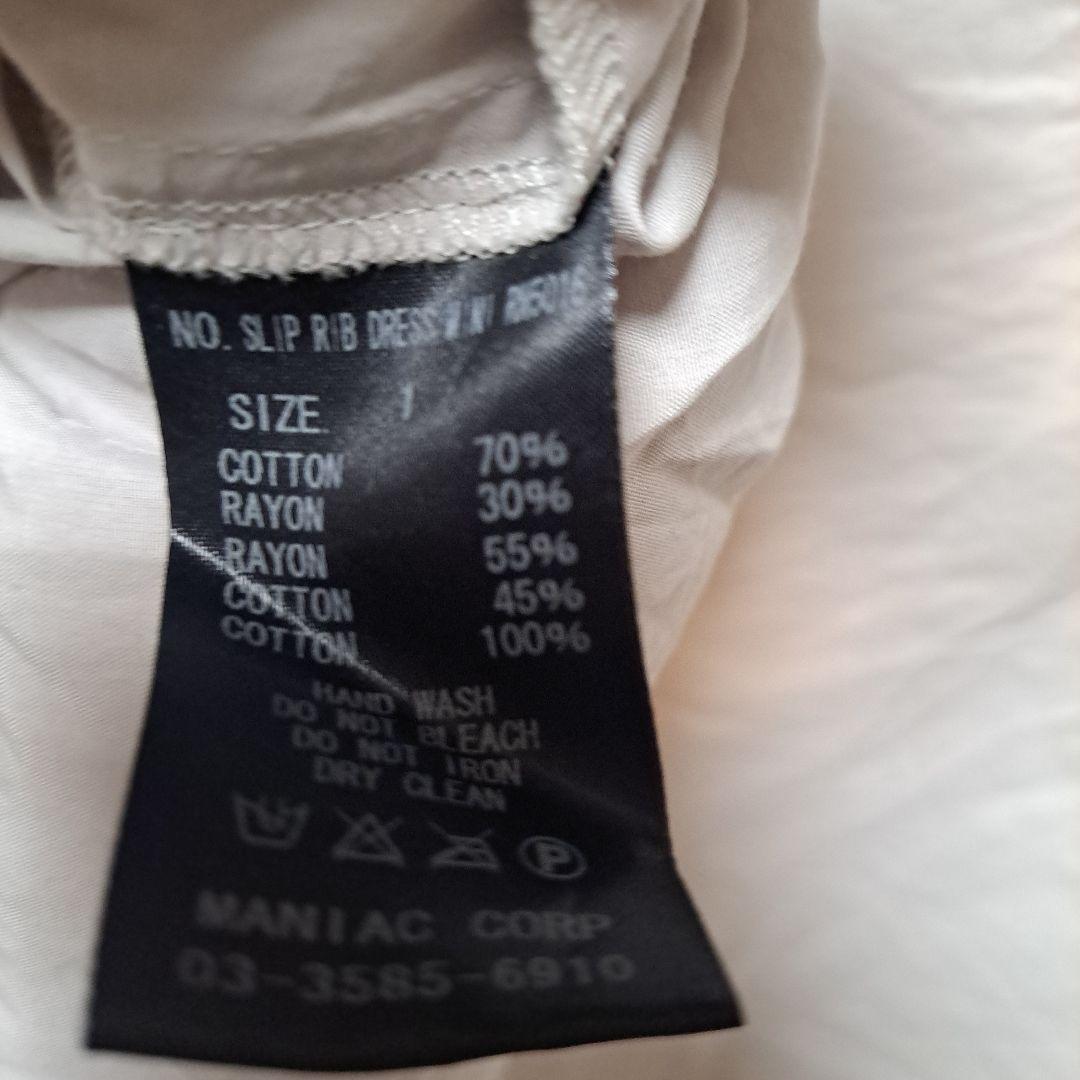 NO. SLIP RIB DRESS
SIZE. 1
COTTON 70%
RAYON 30%
RAYON 55%
COTTON 45%
COTTON 100%
HAND WASH
DO NOT BLEACH
DO NOT IRON
DRY CLEAN
P
MANIAC CORP
03-3585-6910